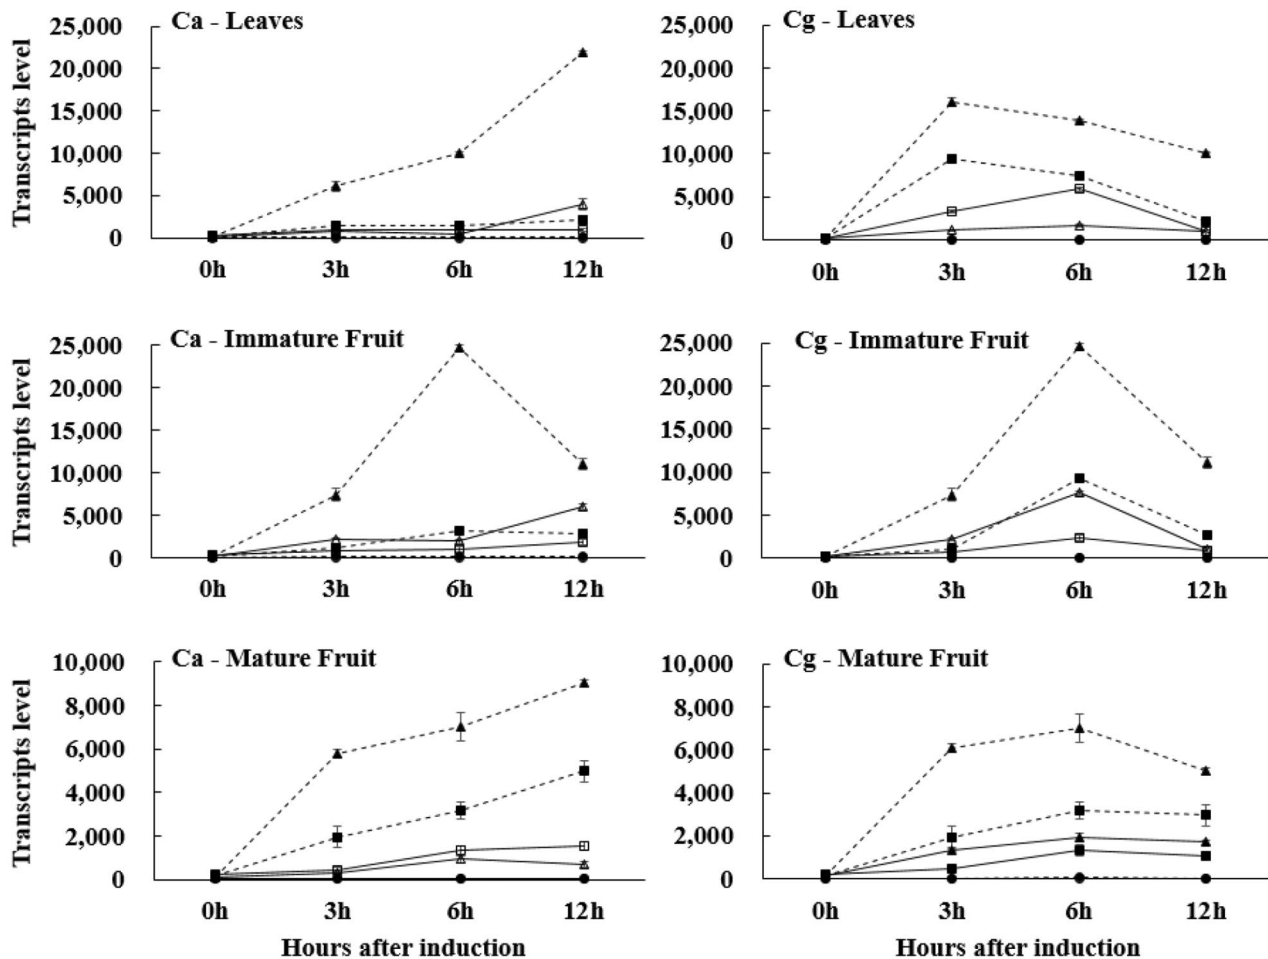 Ca - Leaves
Transcripts level
25,000
20,000
15,000
10,000
5,000
0
0h 3h 6h 12h
Cg - Leaves
25,000
20,000
15,000
10,000
5,000
0
0h 3h 6h 12h
Ca - Immature Fruit
Transcripts level
25,000
20,000
15,000
10,000
5,000
0
0h 3h 6h 12h
Cg - Immature Fruit
25,000
20,000
15,000
10,000
5,000
0
0h 3h 6h 12h
Ca - Mature Fruit
Transcripts level
10,000
8,000
6,000
4,000
2,000
0
0h 3h 6h 12h
Hours after induction
Cg - Mature Fruit
10,000
8,000
6,000
4,000
2,000
0
0h 3h 6h 12h
Hours after induction